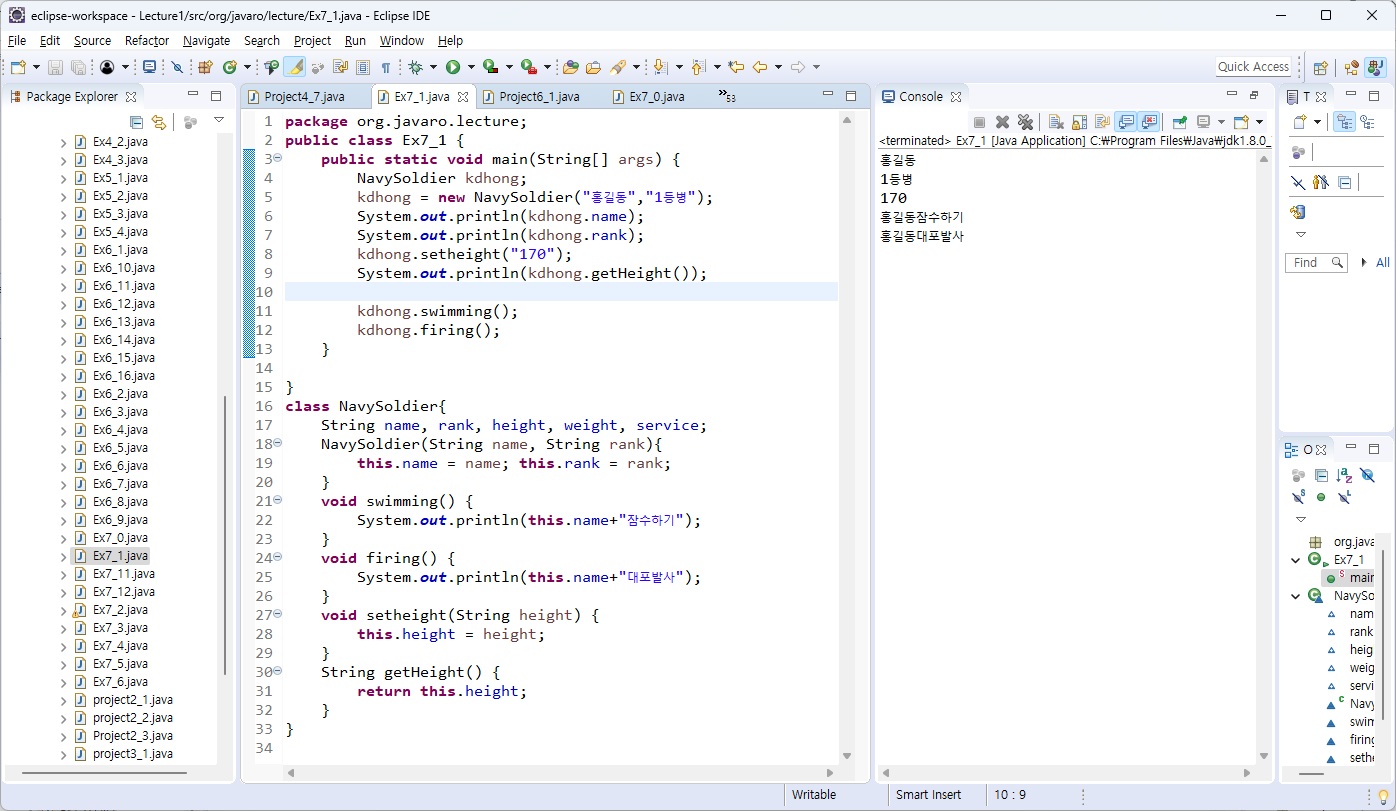 eclipse-workspace - Lecture1/src/org/javaro/lecture/Ex7_1.java - Eclipse IDE
File Edit Source Refactor Navigate Search Project Run Window Help
Quick Access
Package Explorer
Ex4_2.java
Ex4_3.java
Ex5_1.java
Ex5_2.java
Ex5_3.java
Ex5_4.java
Ex6_1.java
Ex6_10.java
Ex6_11.java
Ex6_12.java
Ex6_13.java
Ex6_14.java
Ex6_15.java
Ex6_16.java
Ex6_2.java
Ex6_3.java
Ex6_4.java
Ex6_5.java
Ex6_6.java
Ex6_7.java
Ex6_8.java
Ex6_9.java
Ex7_0.java
Ex7_1.java
Ex7_11.java
Ex7_12.java
Ex7_2.java
Ex7_3.java
Ex7_4.java
Ex7_5.java
Ex7_6.java
project2_1.java
project2_2.java
Project2_3.java
project3_1.java
Project4_7.java Ex7_1.java Project6_1.java Ex7_0.java »53
1 package org.javaro.lecture;
2 public class Ex7_1 {
3 public static void main(String[] args) {
4 NavySoldier kdhong;
5 kdhong = new NavySoldier("홍길동","1등병");
6 System.out.println(kdhong.name);
7 System.out.println(kdhong.rank);
8 kdhong.setheight("170");
9 System.out.println(kdhong.getHeight());
10
11 kdhong.swimming();
12 kdhong.firing();
13 }
14
15 }
16 class NavySoldier{
17 String name, rank, height, weight, service;
18 NavySoldier(String name, String rank){
19 this.name = name; this.rank = rank;
20 }
21 void swimming() {
22 System.out.println(this.name+"잠수하기");
23 }
24 void firing() {
25 System.out.println(this.name+"대포발사");
26 }
27 void setheight(String height) {
28 this.height = height;
29 }
30 String getHeight() {
31 return this.height;
32 }
33 }
34
Console
<terminated> Ex7_1 [Java Application] C:₩Program Files₩Java₩jdk1.8.0_
홍길동
1등병
170
홍길동잠수하기
홍길동대포발사
T
Find
All
O
org.java
Ex7_1
main
NavySo
nam
rank
heig
weig
servi
Navy
swim
firing
sethe
Writable Smart Insert 10 : 9